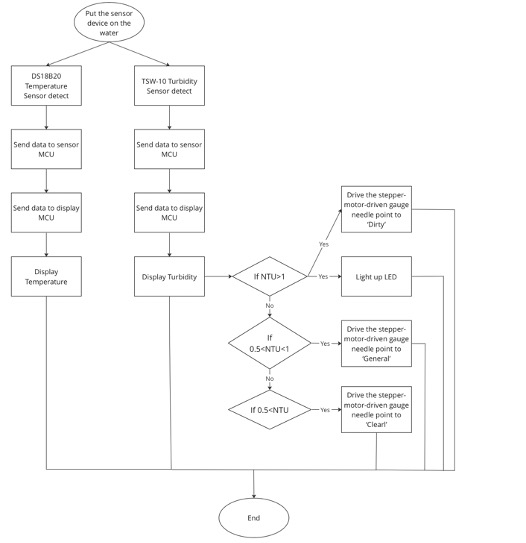 Put the sensor
device on the
water
DS18B20
Temperature
Sensor detect
TSW-10 Turbidity
Sensor detect
Send data to sensor
MCU
Send data to sensor
MCU
Send data to display
MCU
Send data to display
MCU
Display
Temperature
Display Turbidity
If NTU>1
Yes
Yes
Drive the stepper-
motor-driven gauge
needle point to
'Dirty'
Light up LED
No
If
0.5<NTU<1
Yes
Drive the stepper-
motor-driven gauge
needle point to
'General'
No
If 0.5<NTU
Yes
Drive the stepper-
motor-driven gauge
needle point to
'Clearl'
End